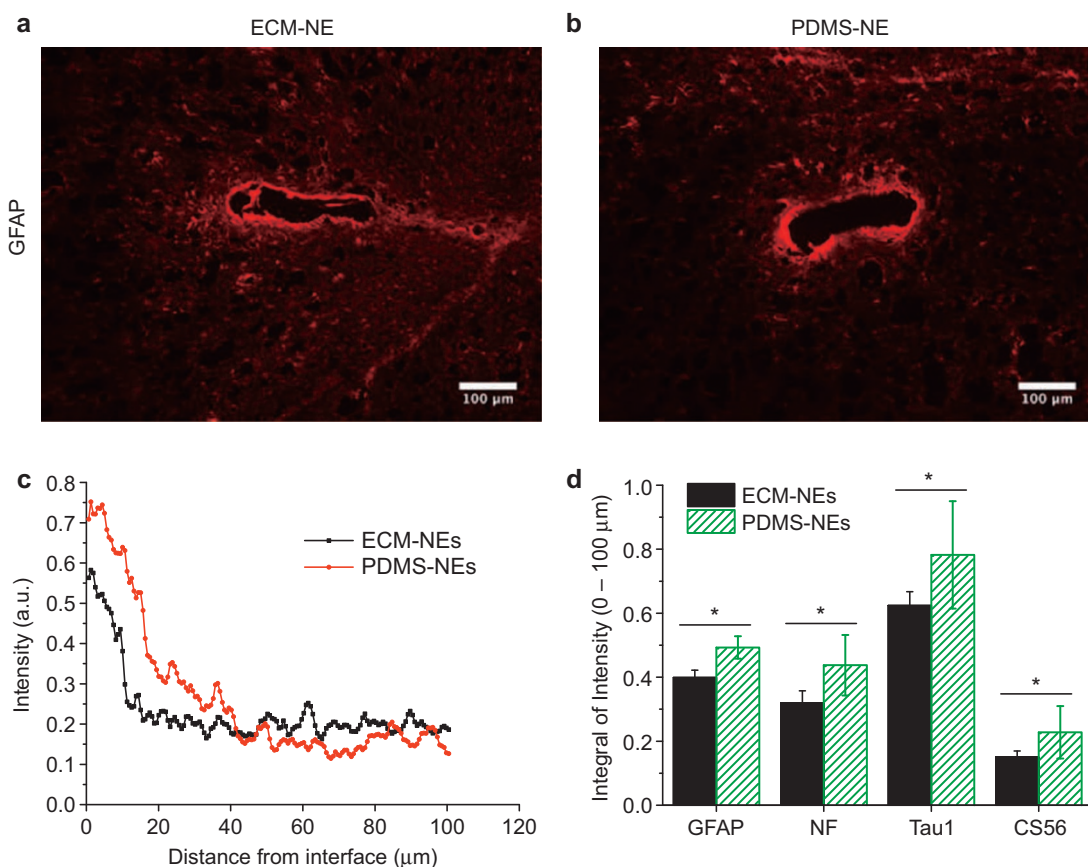 a
ECM-NE
b
PDMS-NE
GFAP
100 µm
100 µm
c
0.8
0.7
0.6
0.5
0.4
0.3
0.2
0.1
0.0
Intensity (a.u.)
ECM-NEs
PDMS-NEs
0
20
40
60
80
100
120
Distance from interface (µm)
d
1.0
0.8
0.6
0.4
0.2
0.0
Integral of Intensity (0 – 100 µm)
ECM-NEs
PDMS-NEs
*
*
*
*
GFAP
NF
Tau1
CS56